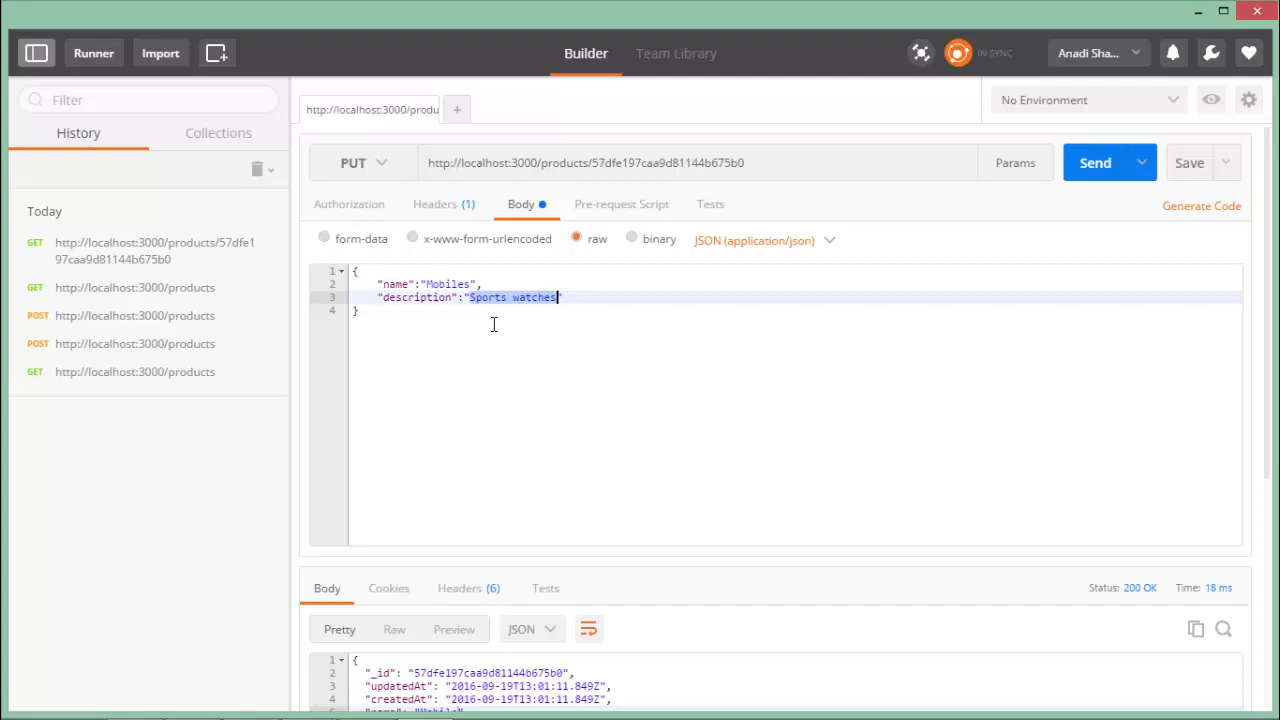 Runner
Import
Builder
Team Library
IN SYNC
Anadi Sha...
Filter
History
Collections
Today
GET http://localhost:3000/products/57dfe1
97caa9d81144b675b0
GET http://localhost:3000/products
POST http://localhost:3000/products
POST http://localhost:3000/products
GET http://localhost:3000/products
http://localhost:3000/produ
+
No Environment
PUT
http://localhost:3000/products/57dfe197caa9d81144b675b0
Params
Send
Save
Authorization
Headers (1)
Body
Pre-request Script
Tests
Generate Code
form-data
x-www-form-urlencoded
raw
binary
JSON (application/json)
1 {
2 "name":"Mobiles",
3 "description":"Sports watches"
4 }
Body
Cookies
Headers (6)
Tests
Status: 200 OK
Time: 18 ms
Pretty
Raw
Preview
JSON
1 {
2 "_id": "57dfe197caa9d81144b675b0",
3 "updatedAt": "2016-09-19T13:01:11.849Z",
4 "createdAt": "2016-09-19T13:01:11.849Z",